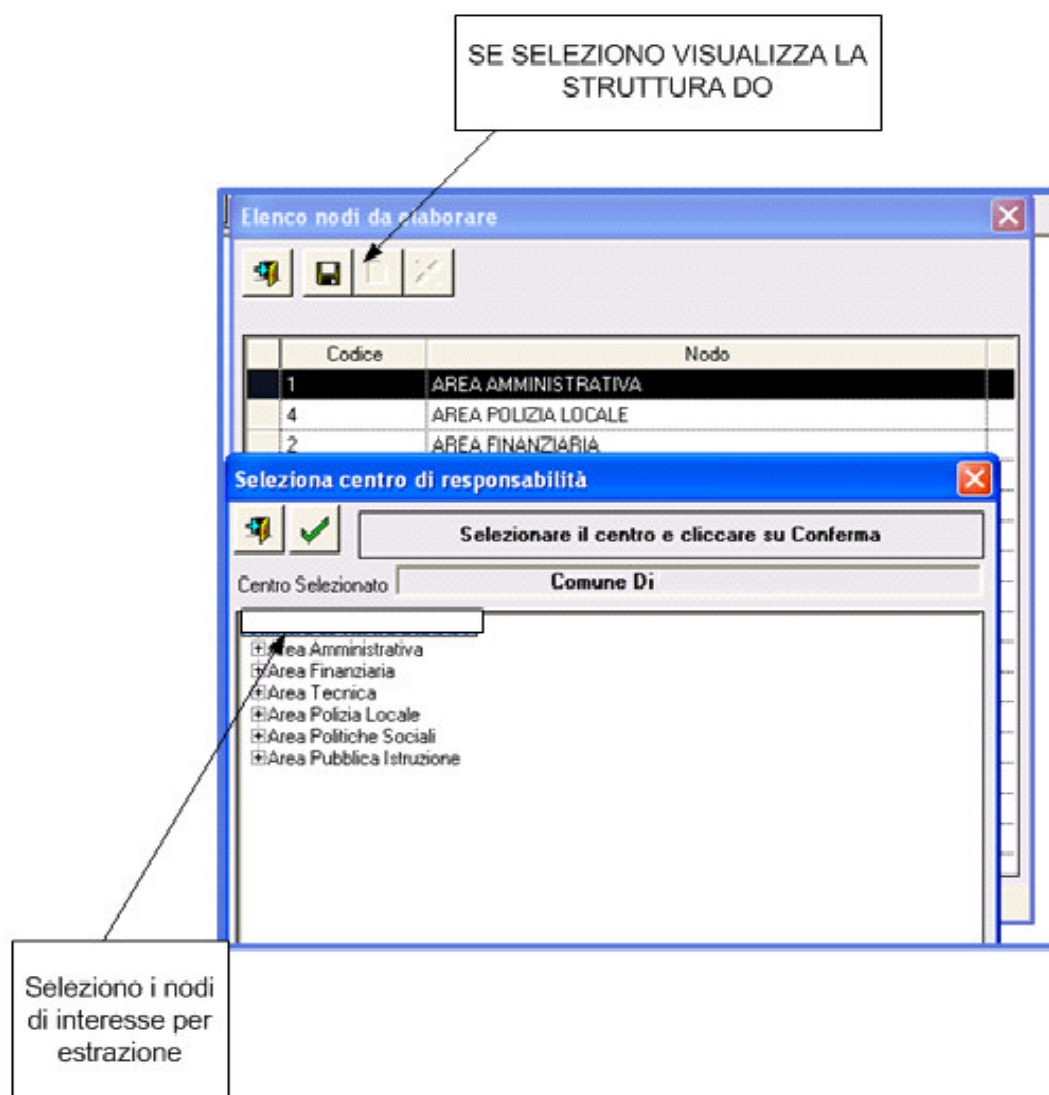 SE SELEZIONO VISUALIZZA LA
STRUTTURA DO
Elenco nodi da elaborare
Codice Nodo
1 AREA AMMINISTRATIVA
4 AREA POLIZIA LOCALE
2 AREA FINANZIARIA
Seleziona centro di responsabilità
Selezionare il centro e cliccare su Conferma
Centro Selezionato Comune Di
Area Amministrativa
Area Finanziaria
Area Tecnica
Area Polizia Locale
Area Politiche Sociali
Area Pubblica Istruzione
Seleziono i nodi
di interesse per
estrazione